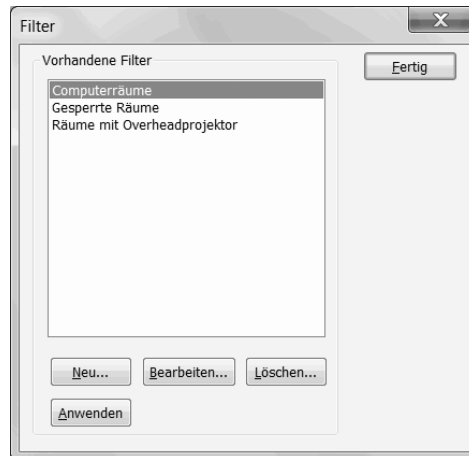 Filter
Vorhandene Filter
Fertig
Computerräume
Gesperrte Räume
Räume mit Overheadprojektor
Neu...
Bearbeiten...
Löschen...
Anwenden